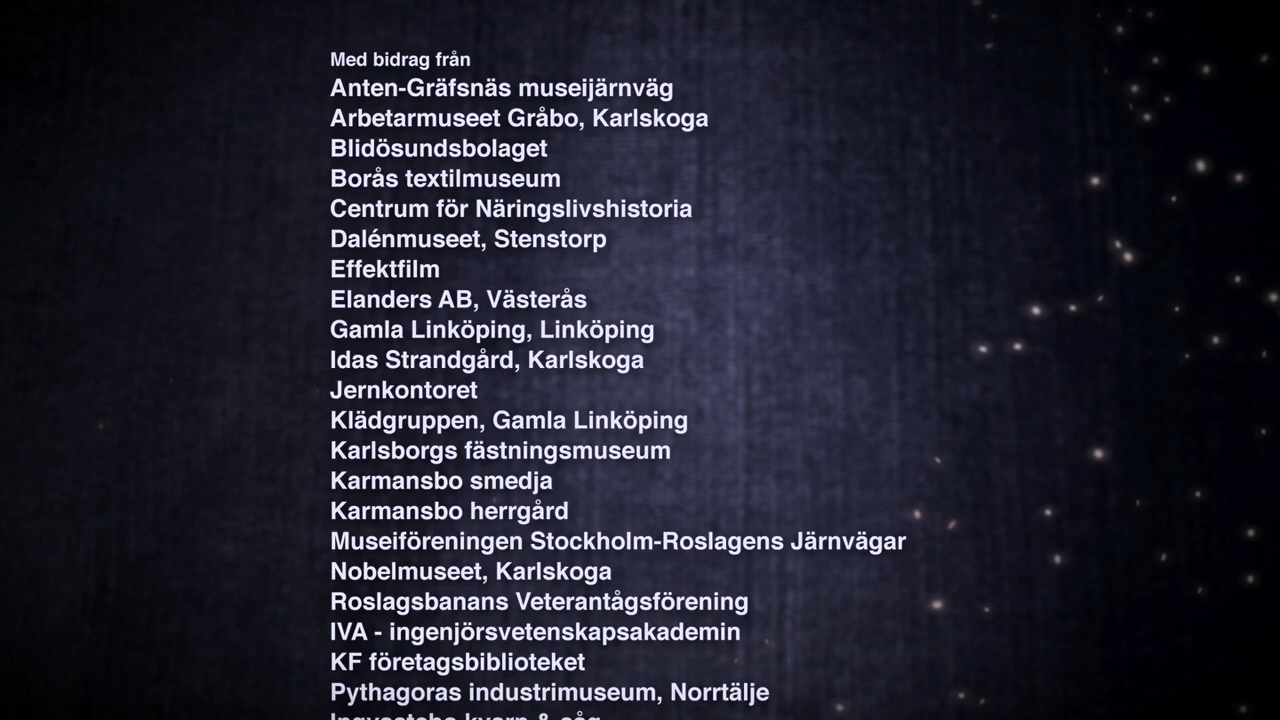 Med bidrag från
Anten-Gräfsnäs museijärnväg
Arbetarmuseet Gråbo, Karlskoga
Blidösundsbolaget
Borås textilmuseum
Centrum för Näringslivshistoria
Dalénmuseet, Stenstorp
Effektfilm
Elanders AB, Västerås
Gamla Linköping, Linköping
Idas Strandgård, Karlskoga
Jernkontoret
Klädgruppen, Gamla Linköping
Karlsborgs fästningsmuseum
Karmansbo smedja
Karmansbo herrgård
Museiföreningen Stockholm-Roslagens Järnvägar
Nobelmuseet, Karlskoga
Roslagsbanans Veterantågsförening
IVA - ingenjörsvetenskapsakademin
KF företagsbiblioteket
Pythagoras industrimuseum, Norrtälje